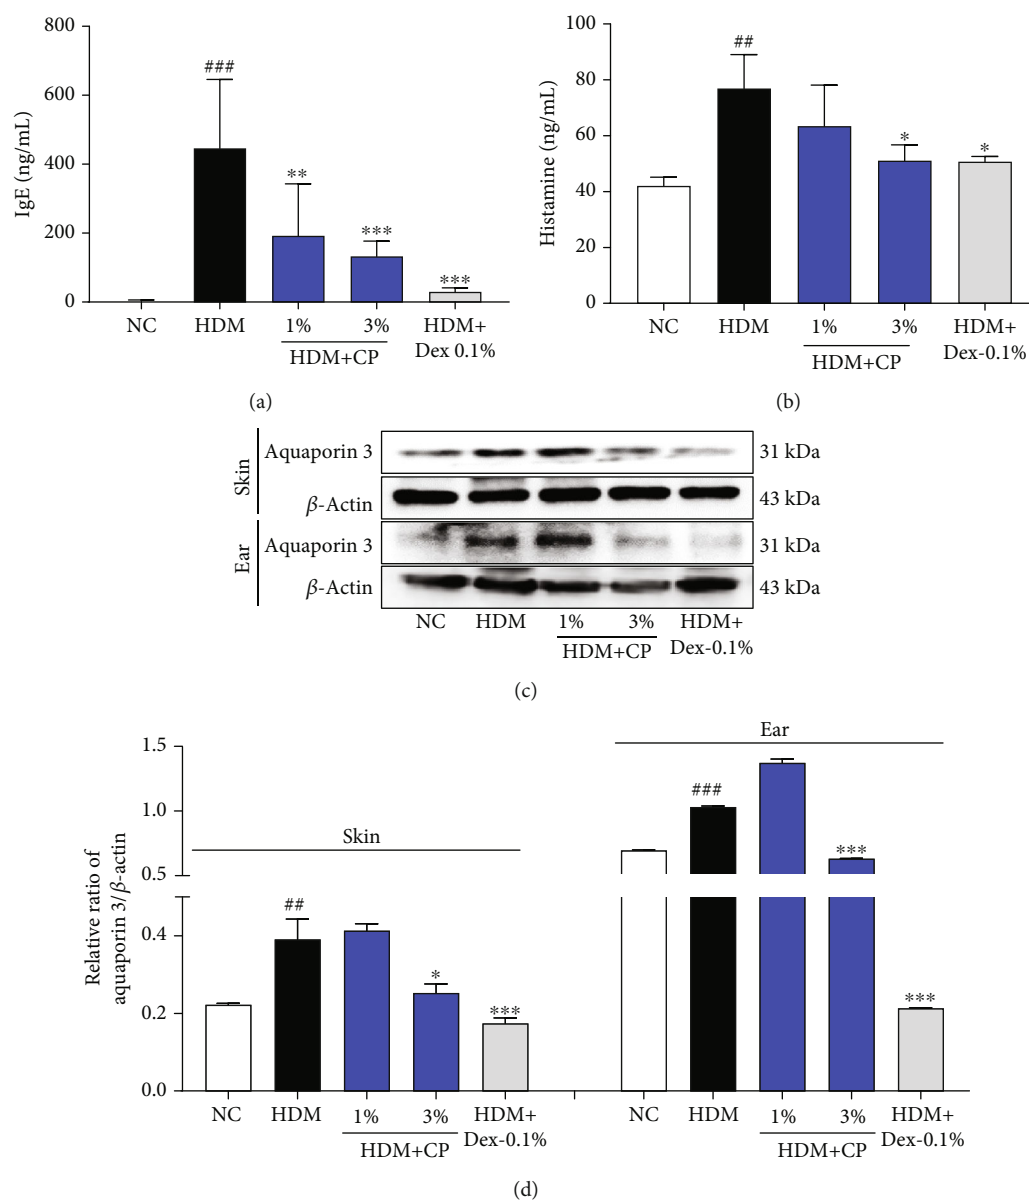 800
600
400
200
0
IgE (ng/mL)
###
**
***
***
NC
HDM
1%
3%
HDM+
Dex 0.1%
HDM+CP
(a)
100
80
60
40
20
0
Histamine (ng/mL)
##
*
*
NC
HDM
1%
3%
HDM+
Dex-0.1%
HDM+CP
(b)
Skin
Aquaporin 3
31 kDa
β-Actin
43 kDa
Ear
Aquaporin 3
31 kDa
β-Actin
43 kDa
NC
HDM
1%
3%
HDM+
Dex-0.1%
HDM+CP
(c)
Relative ratio of
aquaporin 3/β-actin
1.5
1.0
0.5
0.4
0.2
0.0
Skin
##
*
***
Ear
###
***
***
NC
HDM
1%
3%
HDM+
Dex-0.1%
HDM+CP
NC
HDM
1%
3%
HDM+
Dex-0.1%
HDM+CP
(d)